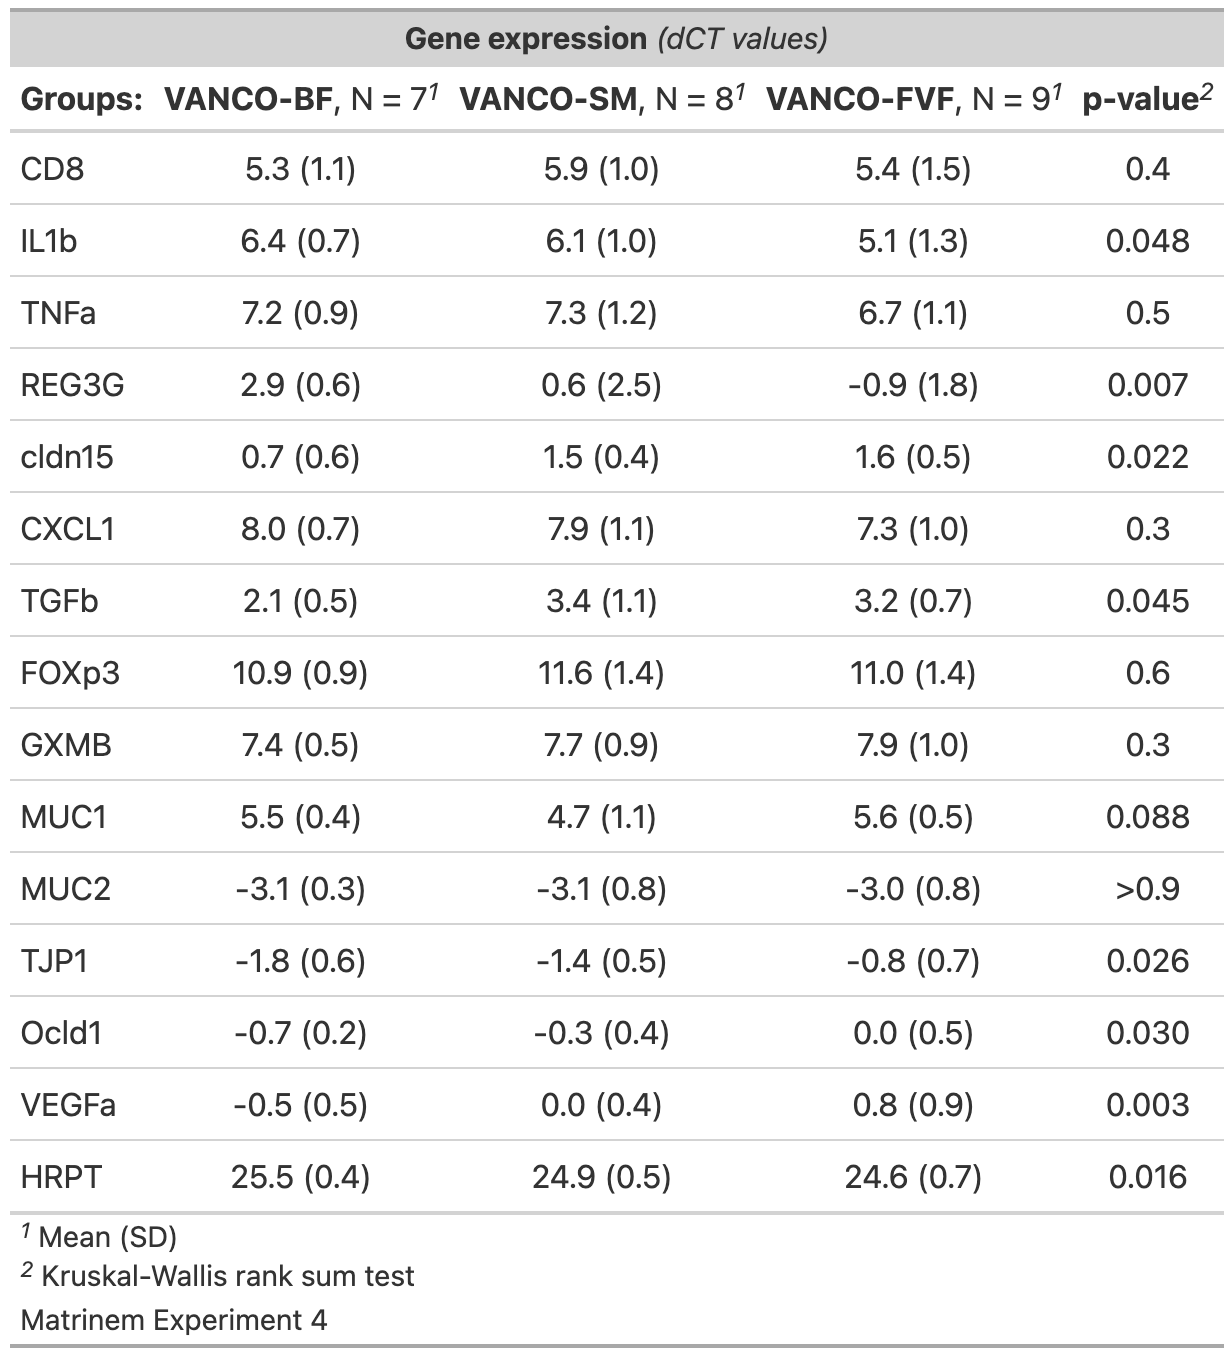 Gene expression (dCT values)
Groups: VANCO-BF, N = 7¹ VANCO-SM, N = 8¹ VANCO-FVF, N = 9¹ p-value²
CD8 5.3 (1.1) 5.9 (1.0) 5.4 (1.5) 0.4
IL1b 6.4 (0.7) 6.1 (1.0) 5.1 (1.3) 0.048
TNFa 7.2 (0.9) 7.3 (1.2) 6.7 (1.1) 0.5
REG3G 2.9 (0.6) 0.6 (2.5) -0.9 (1.8) 0.007
cldn15 0.7 (0.6) 1.5 (0.4) 1.6 (0.5) 0.022
CXCL1 8.0 (0.7) 7.9 (1.1) 7.3 (1.0) 0.3
TGFb 2.1 (0.5) 3.4 (1.1) 3.2 (0.7) 0.045
FOXp3 10.9 (0.9) 11.6 (1.4) 11.0 (1.4) 0.6
GXMB 7.4 (0.5) 7.7 (0.9) 7.9 (1.0) 0.3
MUC1 5.5 (0.4) 4.7 (1.1) 5.6 (0.5) 0.088
MUC2 -3.1 (0.3) -3.1 (0.8) -3.0 (0.8) >0.9
TJP1 -1.8 (0.6) -1.4 (0.5) -0.8 (0.7) 0.026
Ocld1 -0.7 (0.2) -0.3 (0.4) 0.0 (0.5) 0.030
VEGFa -0.5 (0.5) 0.0 (0.4) 0.8 (0.9) 0.003
HRPT 25.5 (0.4) 24.9 (0.5) 24.6 (0.7) 0.016
¹ Mean (SD)
² Kruskal-Wallis rank sum test
Matrinem Experiment 4